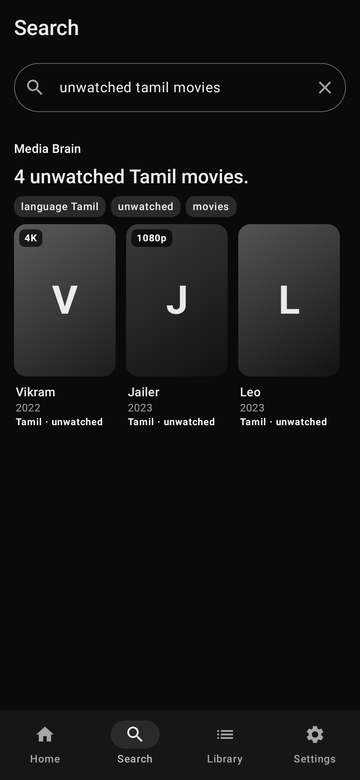 Search
unwatched tamil movies
Media Brain
4 unwatched Tamil movies.
language Tamil unwatched movies
4K 1080p
V J L
Vikram Jailer Leo
2022 2023 2023
Tamil · unwatched Tamil · unwatched Tamil · unwatched
Home Search Library Settings